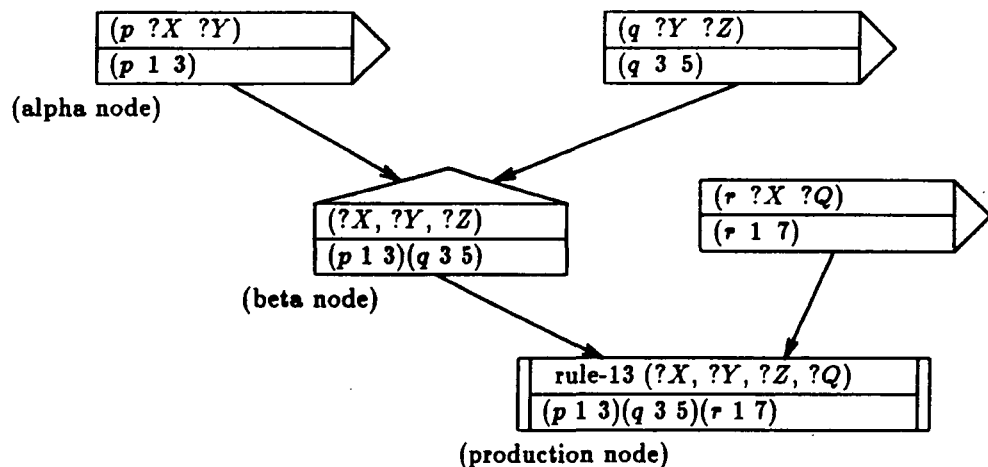 (p ?X ?Y)
(p 1 3)
(alpha node)
(q ?Y ?Z)
(q 3 5)
(?X, ?Y, ?Z)
(p 1 3)(q 3 5)
(beta node)
(r ?X ?Q)
(r 1 7)
rule-13 (?X, ?Y, ?Z, ?Q)
(p 1 3)(q 3 5)(r 1 7)
(production node)